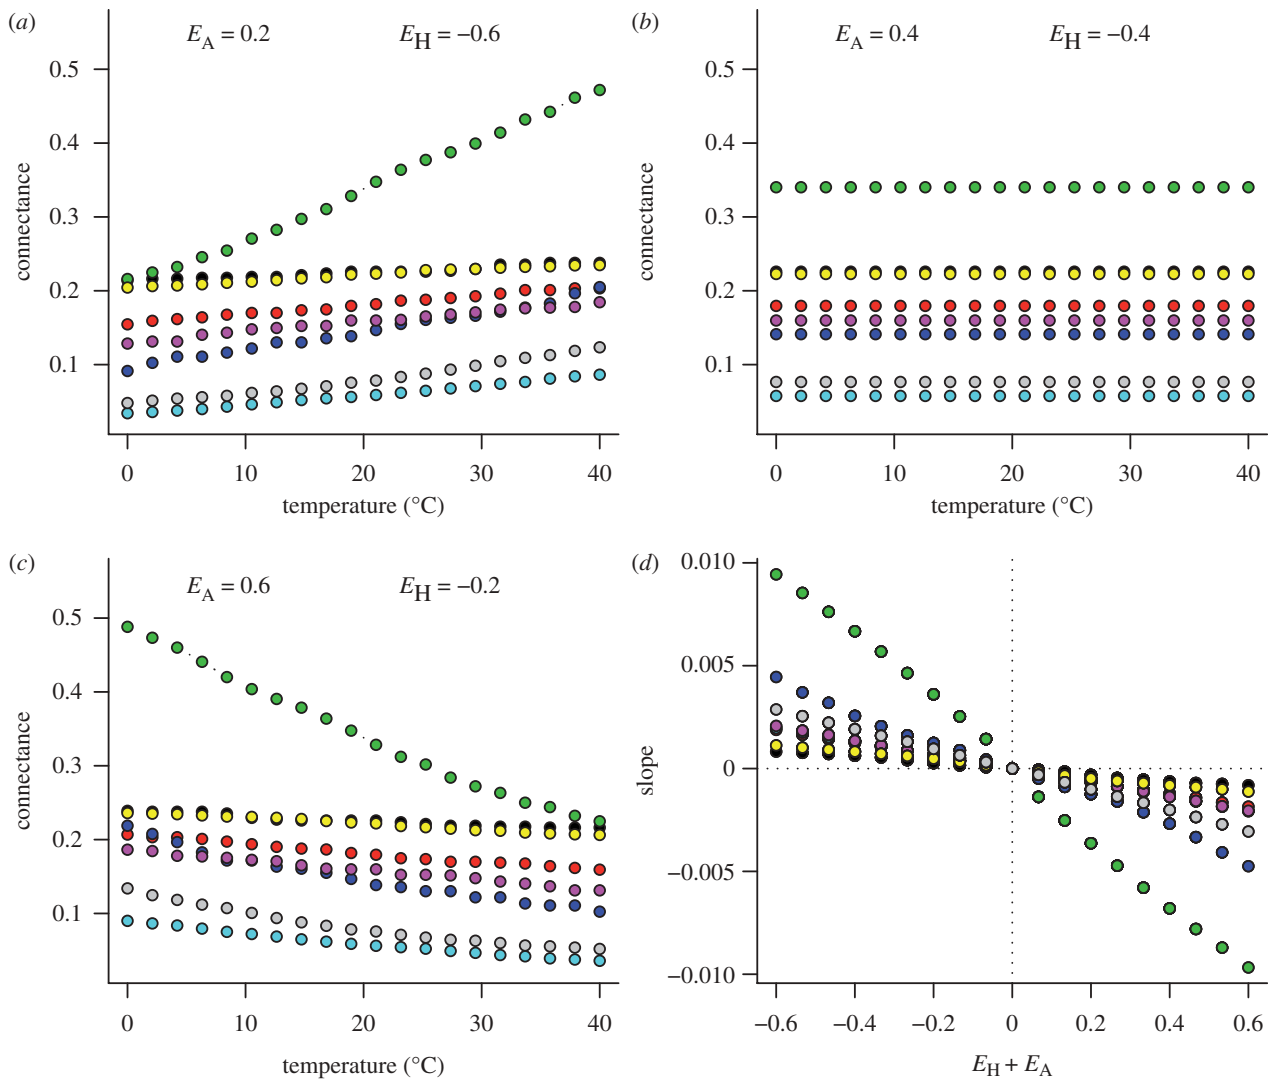 (a)
E_A = 0.2 E_H = −0.6
0.5
0.4
0.3
0.2
0.1
connectance
0 10 20 30 40
temperature (°C)
(b)
E_A = 0.4 E_H = −0.4
0.5
0.4
0.3
0.2
0.1
connectance
0 10 20 30 40
temperature (°C)
(c)
E_A = 0.6 E_H = −0.2
0.5
0.4
0.3
0.2
0.1
connectance
0 10 20 30 40
temperature (°C)
(d)
0.010
0.005
0
−0.005
−0.010
slope
−0.6 −0.4 −0.2 0 0.2 0.4 0.6
E_H + E_A